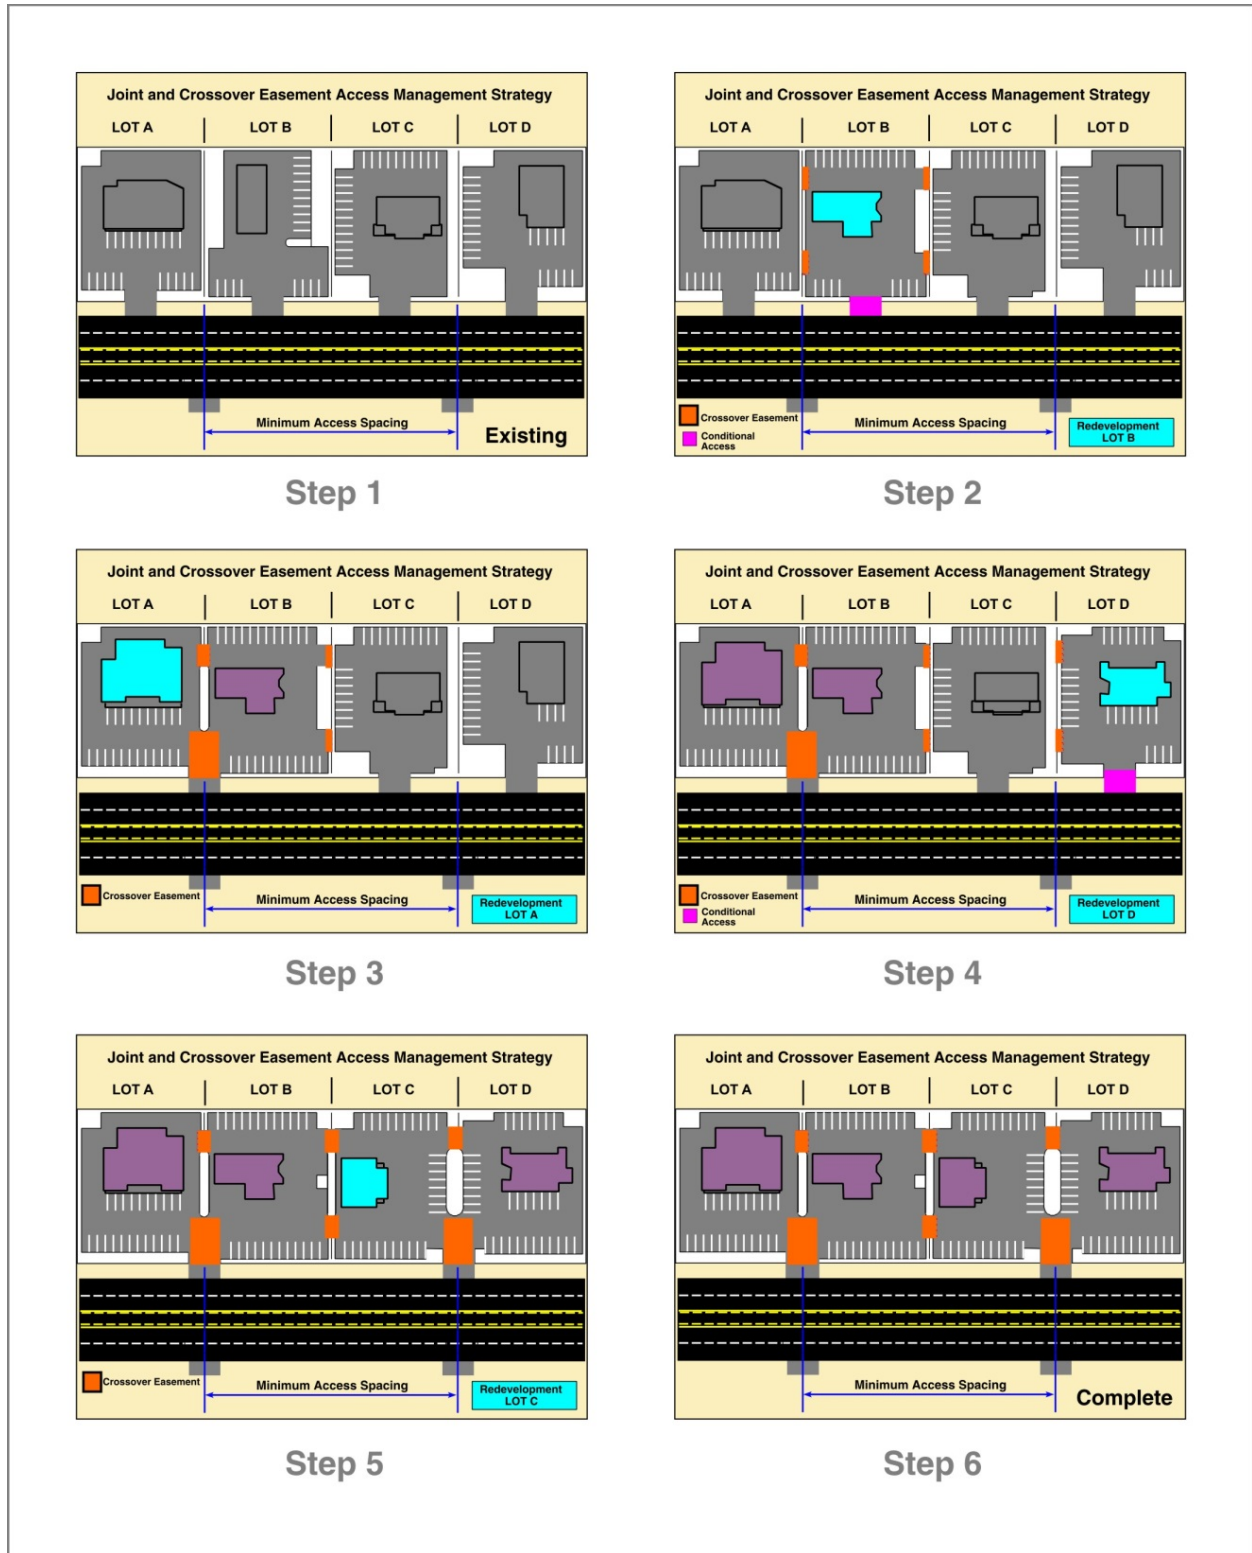 Joint and Crossover Easement Access Management Strategy
LOT A LOT B LOT C LOT D
Minimum Access Spacing
Existing
Step 1
Joint and Crossover Easement Access Management Strategy
LOT A LOT B LOT C LOT D
Crossover Easement
Conditional
Access
Minimum Access Spacing
Redevelopment
LOT B
Step 2
Joint and Crossover Easement Access Management Strategy
LOT A LOT B LOT C LOT D
Crossover Easement
Minimum Access Spacing
Redevelopment
LOT A
Step 3
Joint and Crossover Easement Access Management Strategy
LOT A LOT B LOT C LOT D
Crossover Easement
Conditional
Access
Minimum Access Spacing
Redevelopment
LOT D
Step 4
Joint and Crossover Easement Access Management Strategy
LOT A LOT B LOT C LOT D
Crossover Easement
Minimum Access Spacing
Redevelopment
LOT C
Step 5
Joint and Crossover Easement Access Management Strategy
LOT A LOT B LOT C LOT D
Minimum Access Spacing
Complete
Step 6